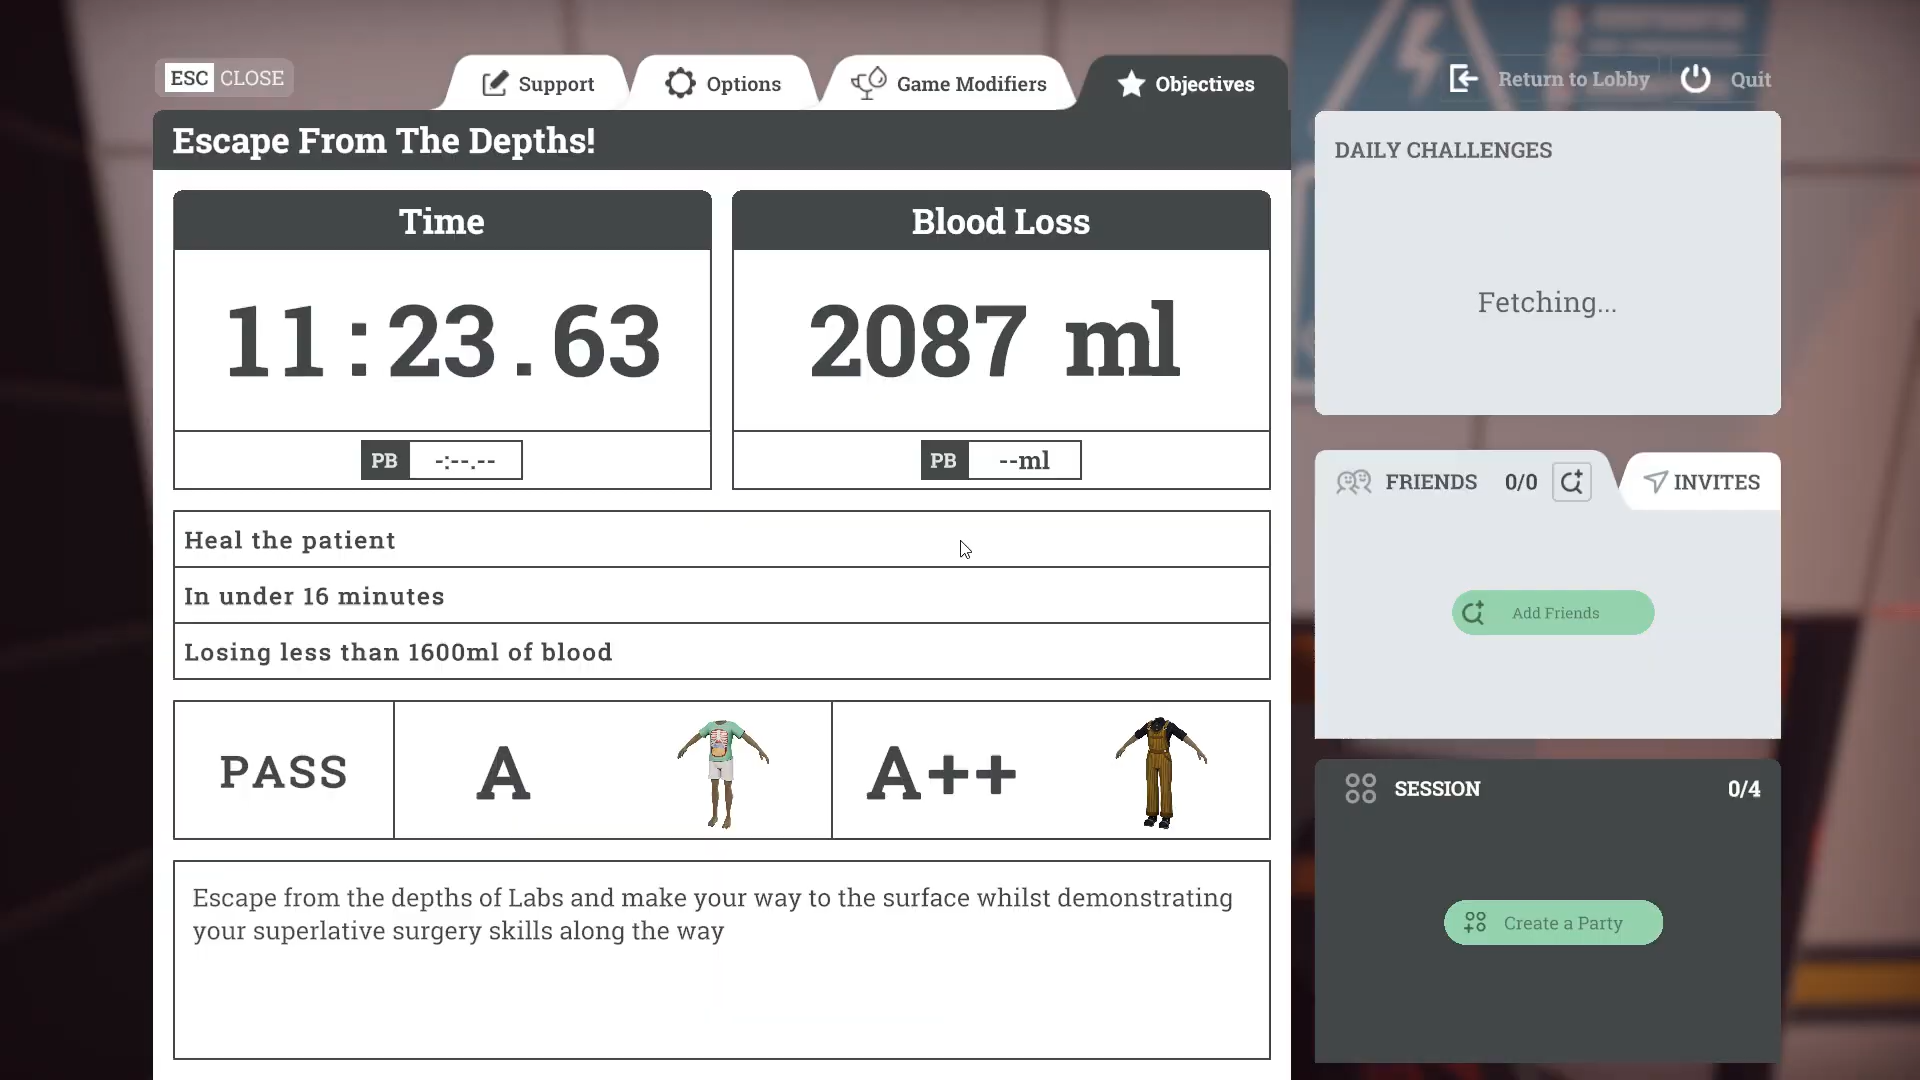 ESC CLOSE
Support
Options
Game Modifiers
Objectives
Return to Lobby
Quit
Escape From The Depths!
Time
11:23.63
PB -:--.--
Blood Loss
2087 ml
PB --ml
Heal the patient
In under 16 minutes
Losing less than 1600ml of blood
PASS
A
A++
Escape from the depths of Labs and make your way to the surface whilst demonstrating
your superlative surgery skills along the way
DAILY CHALLENGES
Fetching...
FRIENDS 0/0
INVITES
Add Friends
SESSION 0/4
Create a Party